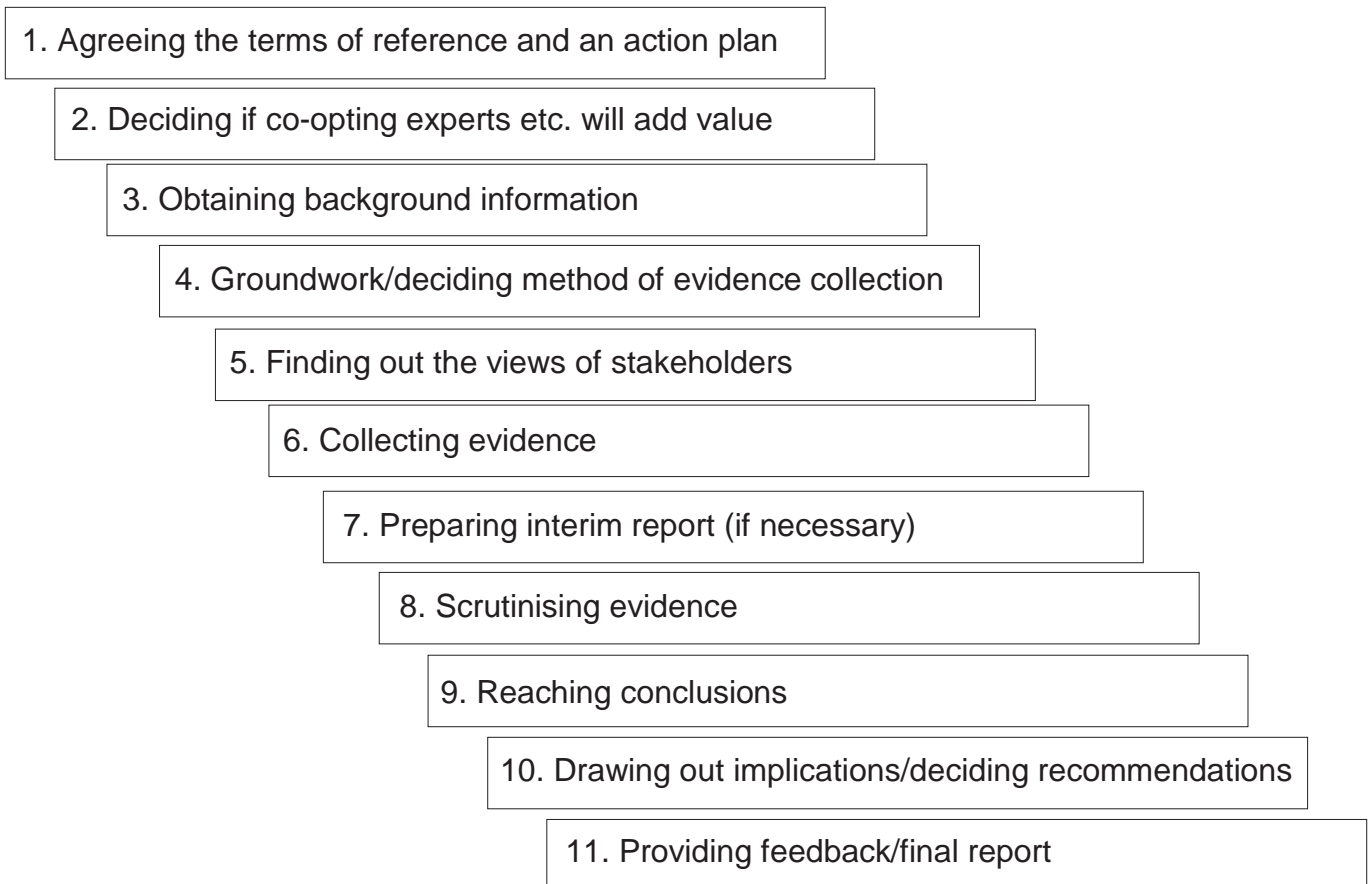 1. Agreeing the terms of reference and an action plan
2. Deciding if co-opting experts etc. will add value
3. Obtaining background information
4. Groundwork/deciding method of evidence collection
5. Finding out the views of stakeholders
6. Collecting evidence
7. Preparing interim report (if necessary)
8. Scrutinising evidence
9. Reaching conclusions
10. Drawing out implications/deciding recommendations
11. Providing feedback/final report